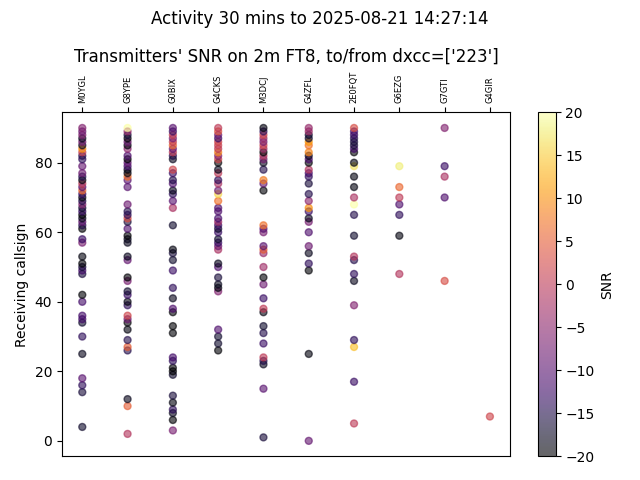 Activity 30 mins to 2025-08-21 14:27:14
Transmitters' SNR on 2m FT8, to/from dxcc=['223']
M0YGL G8YPE G0BIX G4CKS M3DCJ G4ZFL 2E0FQT G6EZG G7GTI G4GIR
Receiving callsign
80
60
40
20
0
20
15
10
5
0
−5
−10
−15
−20
SNR